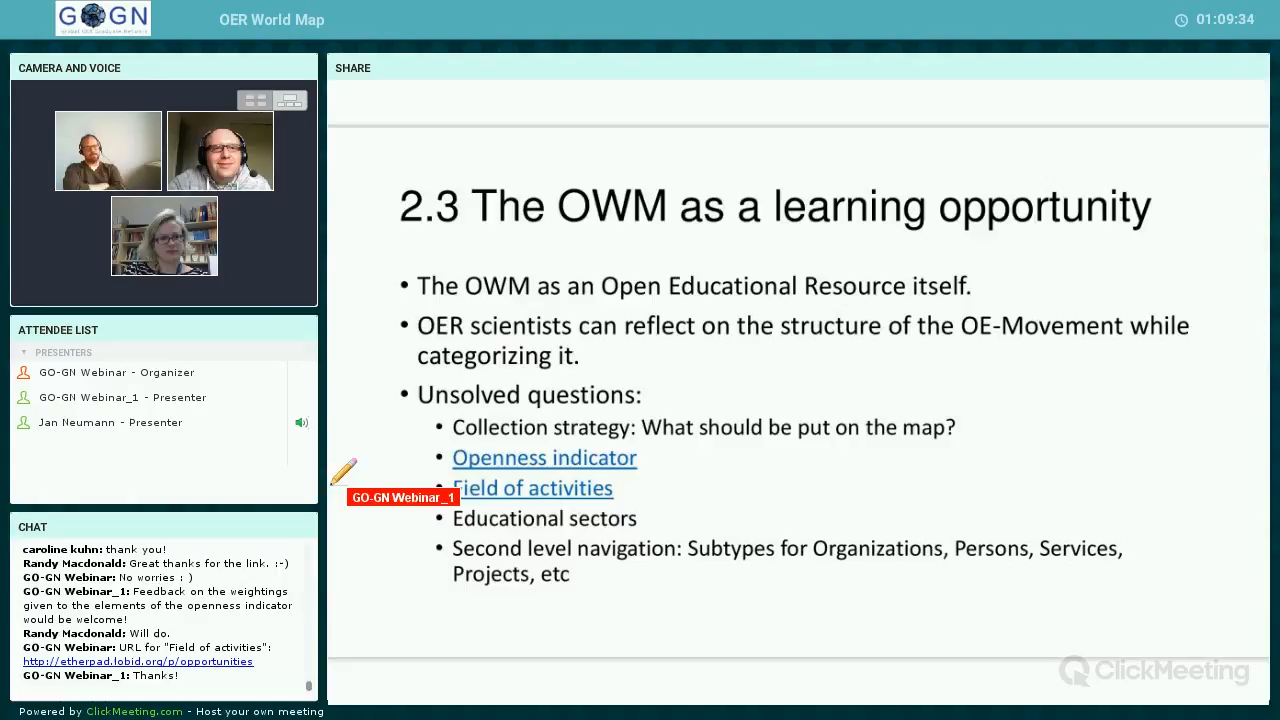 GOGN
Global OER Graduate Network
OER World Map
01:09:34
CAMERA AND VOICE
SHARE
2.3 The OWM as a learning opportunity
• The OWM as an Open Educational Resource itself.
• OER scientists can reflect on the structure of the OE-Movement while
categorizing it.
• Unsolved questions:
• Collection strategy: What should be put on the map?
• Openness indicator
• Field of activities
• Educational sectors
• Second level navigation: Subtypes for Organizations, Persons, Services,
Projects, etc
GO-GN Webinar_1
ATTENDEE LIST
PRESENTERS
GO-GN Webinar - Organizer
GO-GN Webinar_1 - Presenter
Jan Neumann - Presenter
CHAT
caroline kuhn: thank you!
Randy Macdonald: Great thanks for the link. :-)
GO-GN Webinar: No worries : )
GO-GN Webinar_1: Feedback on the weightings
given to the elements of the openness indicator
would be welcome!
Randy Macdonald: Will do.
GO-GN Webinar: URL for "Field of activities":
http://etherpad.lobid.org/p/opportunities
GO-GN Webinar_1: Thanks!
ClickMeeting
Powered by ClickMeeting.com - Host your own meeting